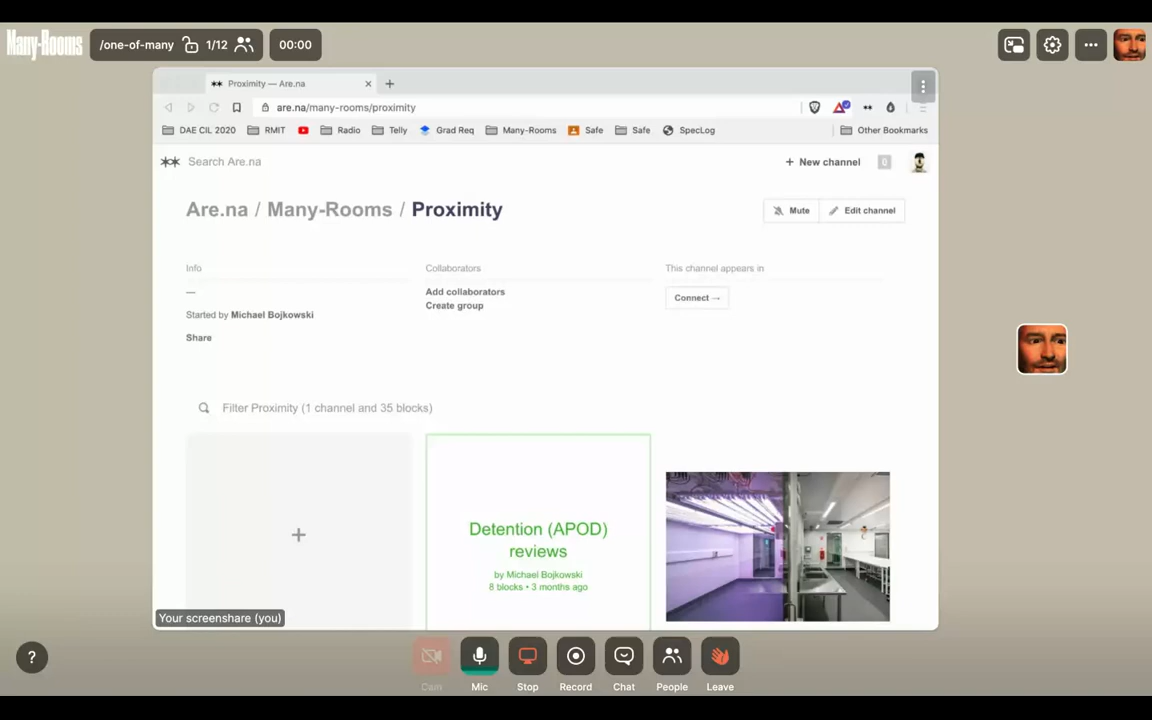 Many-Rooms
/one-of-many 1/12 00:00
Proximity — Are.na
are.na/many-rooms/proximity
DAE CIL 2020 RMIT Radio Telly Grad Req Many-Rooms Safe Safe SpecLog Other Bookmarks
Search Are.na
+ New channel 0
Are.na / Many-Rooms / Proximity
Mute Edit channel
Info Collaborators This channel appears in
—
Add collaborators
Connect →
Create group
Started by Michael Bojkowski
Share
Filter Proximity (1 channel and 35 blocks)
+
Detention (APOD)
reviews
by Michael Bojkowski
8 blocks • 3 months ago
Your screenshare (you)
?
Cam Mic Stop Record Chat People Leave